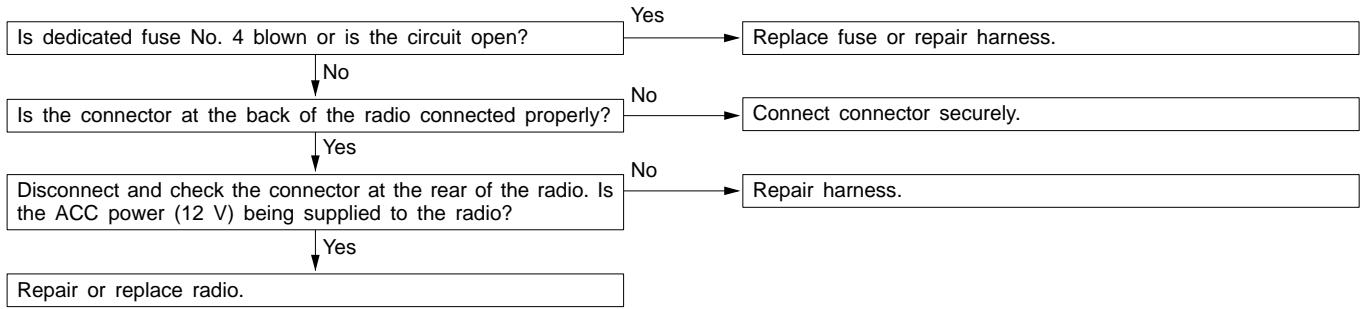 Is dedicated fuse No. 4 blown or is the circuit open?
Yes
Replace fuse or repair harness.
No
Is the connector at the back of the radio connected properly?
No
Connect connector securely.
Yes
Disconnect and check the connector at the rear of the radio. Is
the ACC power (12 V) being supplied to the radio?
No
Repair harness.
Yes
Repair or replace radio.